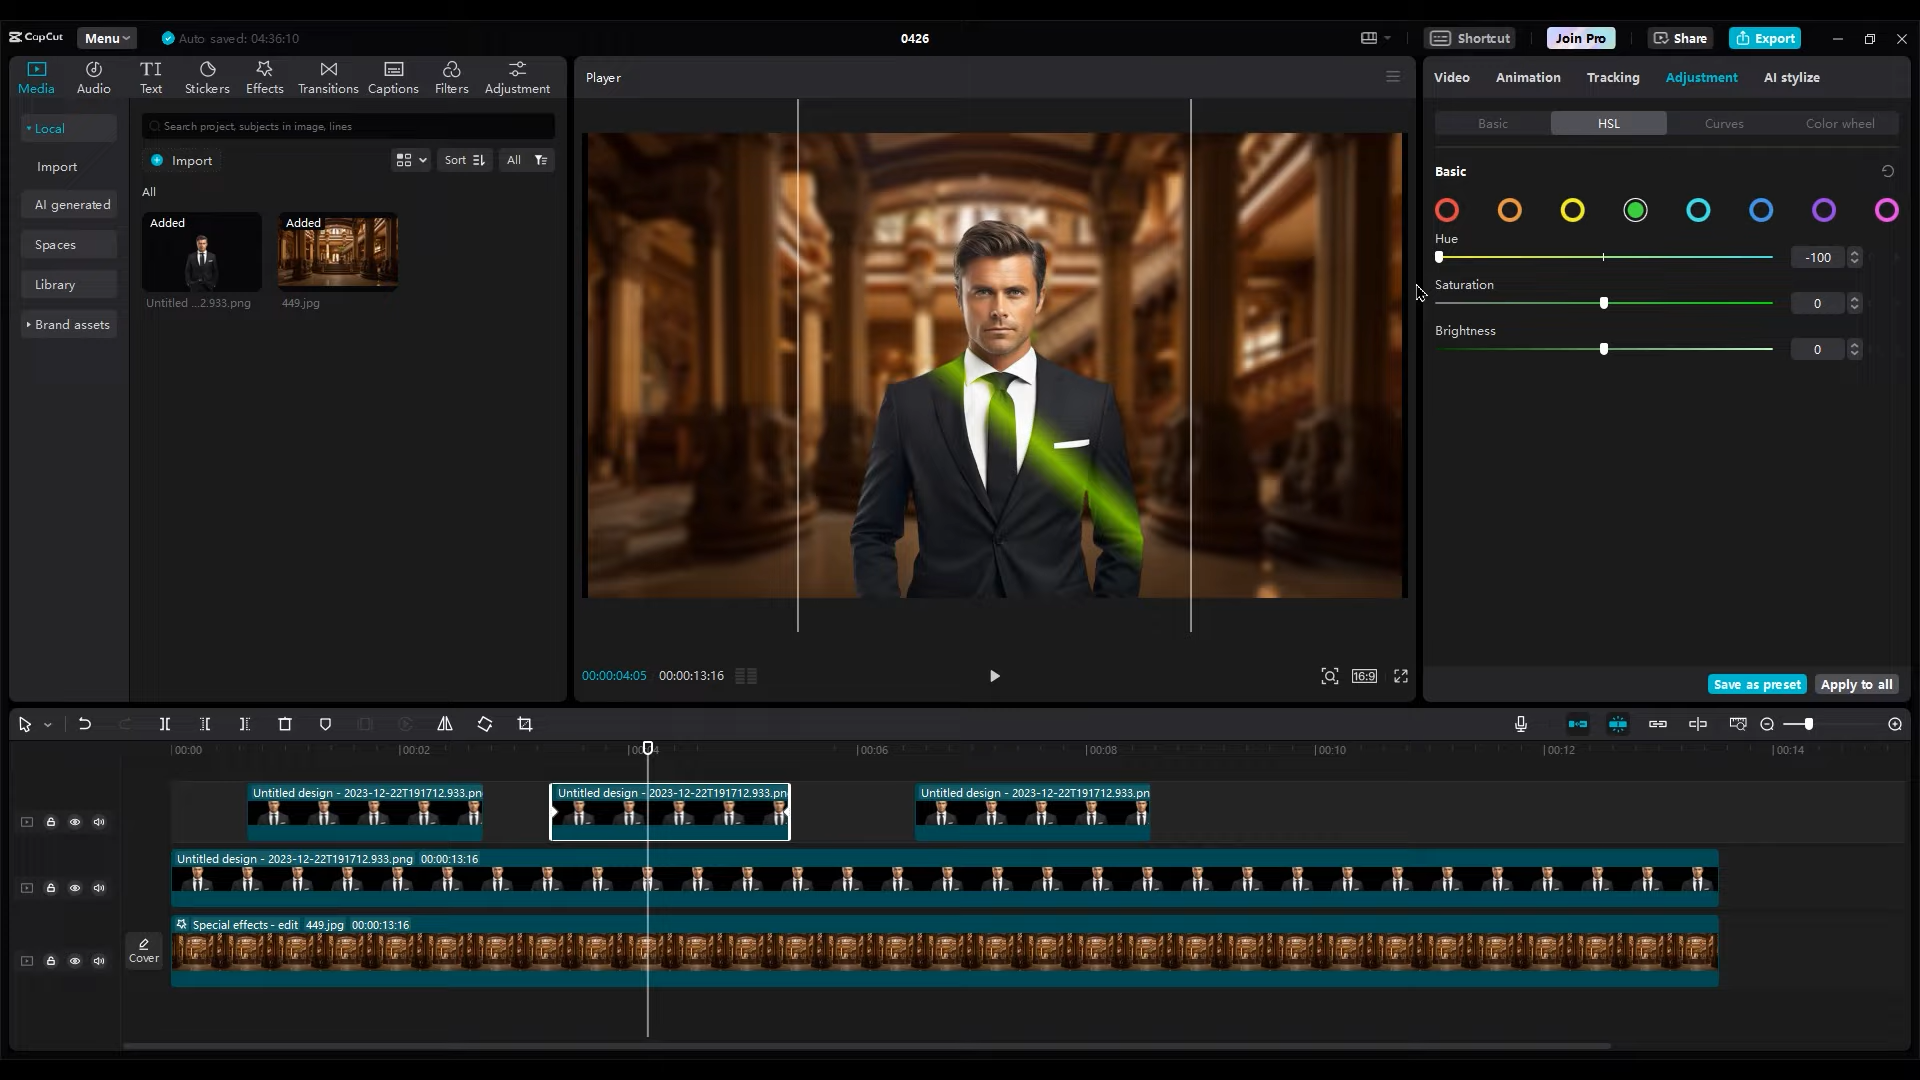 CapCut
Menu
Auto saved: 04:36:10
0426
Shortcut
Join Pro
Share
Export
Media
Audio
Text
Stickers
Effects
Transitions
Captions
Filters
Adjustment
Local
Import
AI generated
Spaces
Library
Brand assets
Search project, subjects in image, lines
Import
Sort
All
All
Added
Untitled ...2.933.png
Added
449.jpg
Player
00:00:04:05
00:00:13:16
16:9
Video
Animation
Tracking
Adjustment
AI stylize
Basic
HSL
Curves
Color wheel
Basic
Hue
-100
Saturation
0
Brightness
0
Save as preset
Apply to all
00:00
00:02
00:06
00:08
00:10
00:12
00:14
Untitled design - 2023-12-22T191712.933.pn
Untitled design - 2023-12-22T191712.933.pn
Untitled design - 2023-12-22T191712.933.pn
Untitled design - 2023-12-22T191712.933.png 00:00:13:16
Special effects - edit 449.jpg 00:00:13:16
Cover